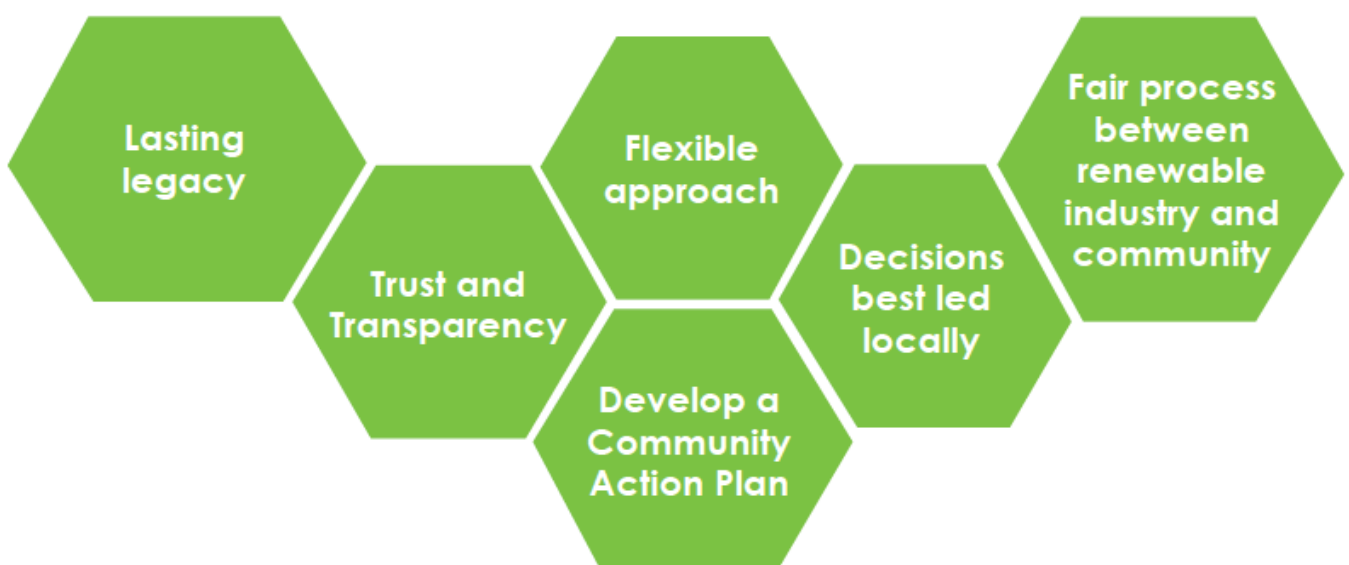 Lasting
legacy
Trust and
Transparency
Flexible
approach
Develop a
Community
Action Plan
Decisions
best led
locally
Fair process
between
renewable
industry and
community